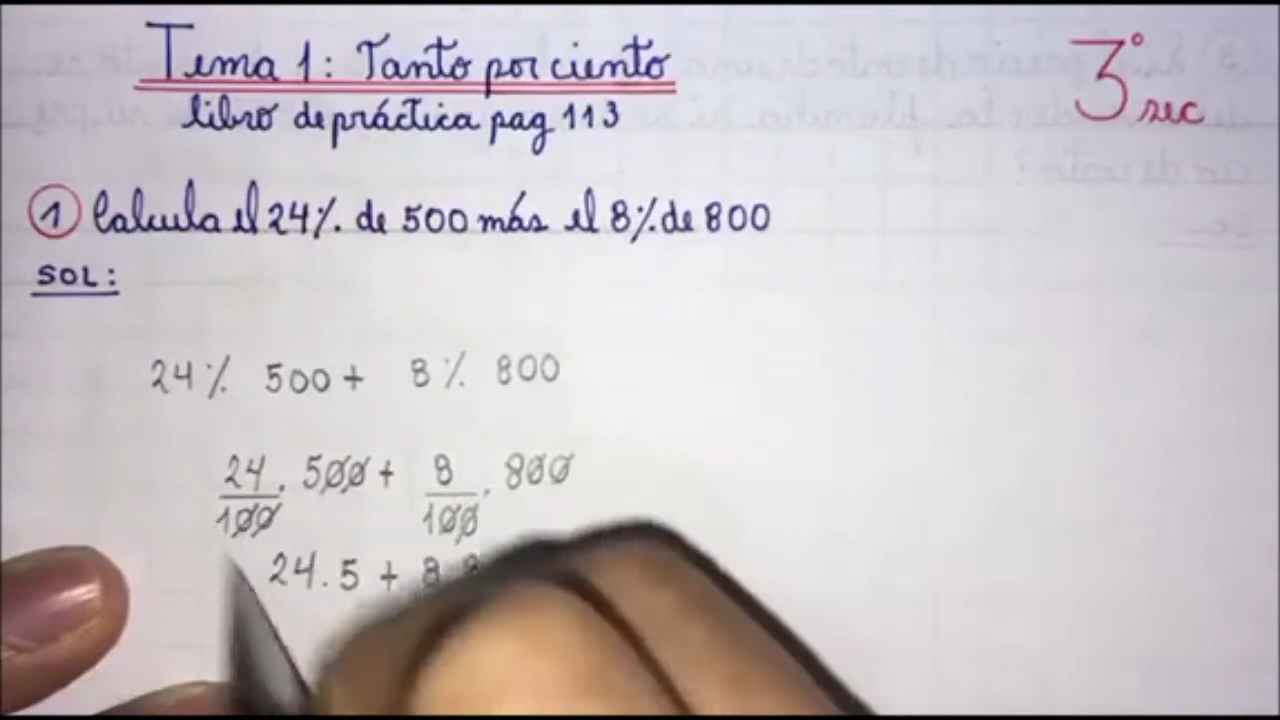 Tema 1: Tanto por ciento
3° sec
libro de práctica pag 113
1 Calcula el 24% de 500 más el 8% de 800
SOL:
24% 500 + 8% 800
24/100 . 500 + 8/100 . 800
24.5 + 8